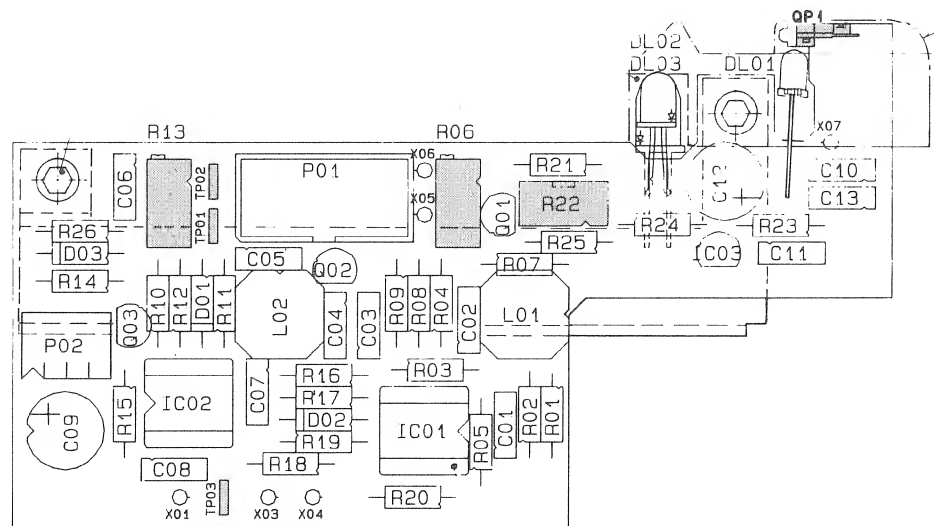 QP1
DL02
DL03
DL01
R13
R06
X07
C06
TP02
P01
X06
R21
C10
C12
C13
R22
TP01
X05
Q01
R26
R24
R23
D03
C05
Q02
R25
IC03
C11
R14
R07
R10
R12
D01
R11
L02
C04
C03
R09
R08
R04
C02
L01
Q03
P02
R16
R03
C07
R17
R15
IC02
D02
C09
IC01
R05
C01
R02
R01
R19
C08
R18
TP03
R20
X01
X03
X04